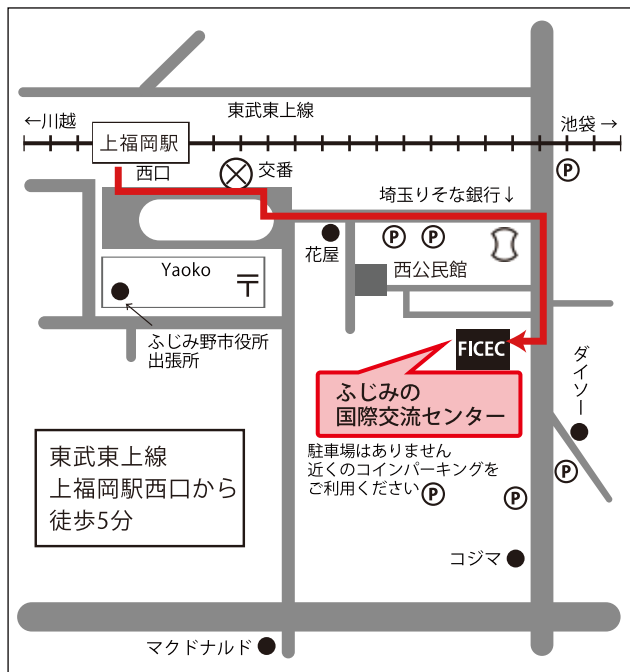 東武東上線
←川越
池袋→
上福岡駅
西口
交番
埼玉りそな銀行↓
P
花屋
P
P
西公民館
Yaoko
〒
ふじみ野市役所
出張所
FICEC
ダイソー
ふじみの
国際交流センター
駐車場はありません
近くのコインパーキングを
ご利用ください
P
P
P
東武東上線
上福岡駅西口から
徒歩5分
コジマ
マクドナルド